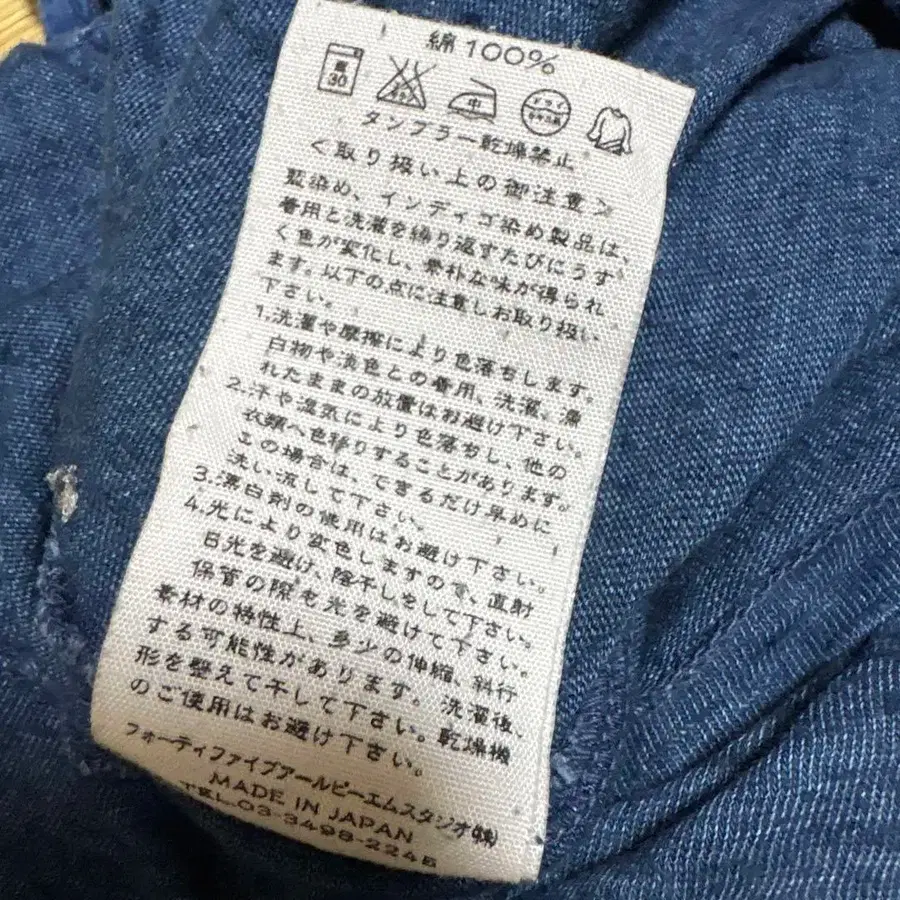 綿 100%
弱 30 中 ドライ
タンブラー乾燥禁止
＜取り扱い上の御注意＞
藍染め、インディゴ染め製品は、
着用と洗濯を繰り返すたびにうす
く色が変化し、素朴な味が得られ
ます。以下の点に注意しお取り扱い
下さい。
1.洗濯や摩擦により色落ちします。
白物や淡色との着用、洗濯、濡
れたままの放置はお避け下さい。
2.汗や湿気により色落ちし、他の
衣類へ色移りすることがあります。
この場合は、できるだけ早めに
洗い流して下さい。
3.漂白剤の使用はお避け下さい。
4.光により変色しますので、直射
日光を避け、陰干しをして下さい。
保管の際も光を避けて下さい。
素材の特性上、多少の伸縮、斜行
する可能性があります。洗濯後、
形を整えて干して下さい。乾燥機
のご使用はお避け下さい。
フォーティファイブアールピーエムスタジオ㈱
MADE IN JAPAN
TEL.03-3498-2248